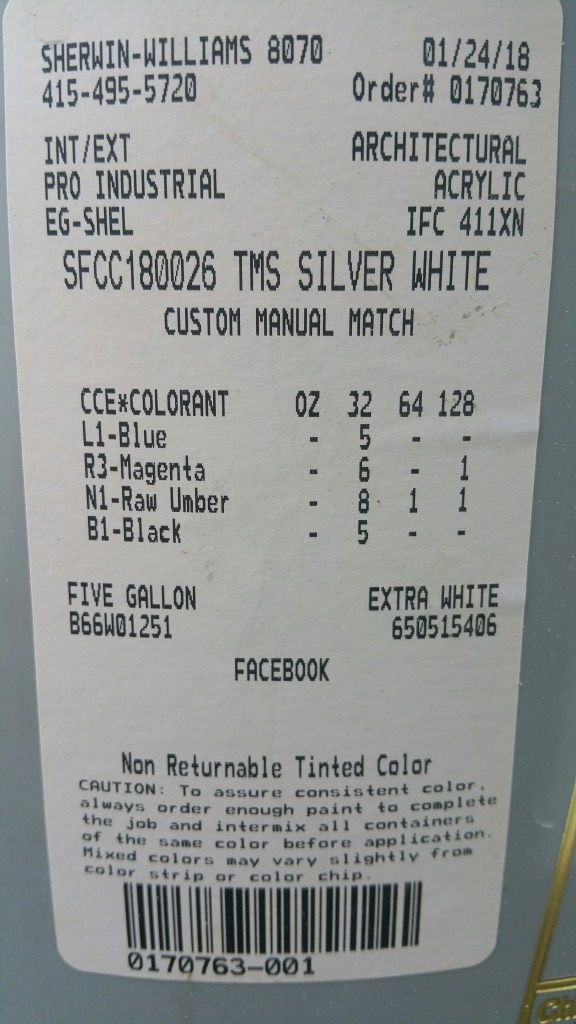 SHERWIN-WILLIAMS 8070 01/24/18
415-495-5720 Order# 0170763
INT/EXT ARCHITECTURAL
PRO INDUSTRIAL ACRYLIC
EG-SHEL IFC 411XN
SFCC180026 TMS SILVER WHITE
CUSTOM MANUAL MATCH
CCE*COLORANT OZ 32 64 128
L1-Blue - 5 - -
R3-Magenta - 6 - 1
N1-Raw Umber - 8 1 1
B1-Black - 5 - -
FIVE GALLON EXTRA WHITE
B66W01251 650515406
FACEBOOK
Non Returnable Tinted Color
CAUTION: To assure consistent color,
always order enough paint to complete
the job and intermix all containers
of the same color before application.
Mixed colors may vary slightly from
color strip or color chip.
0170763-001